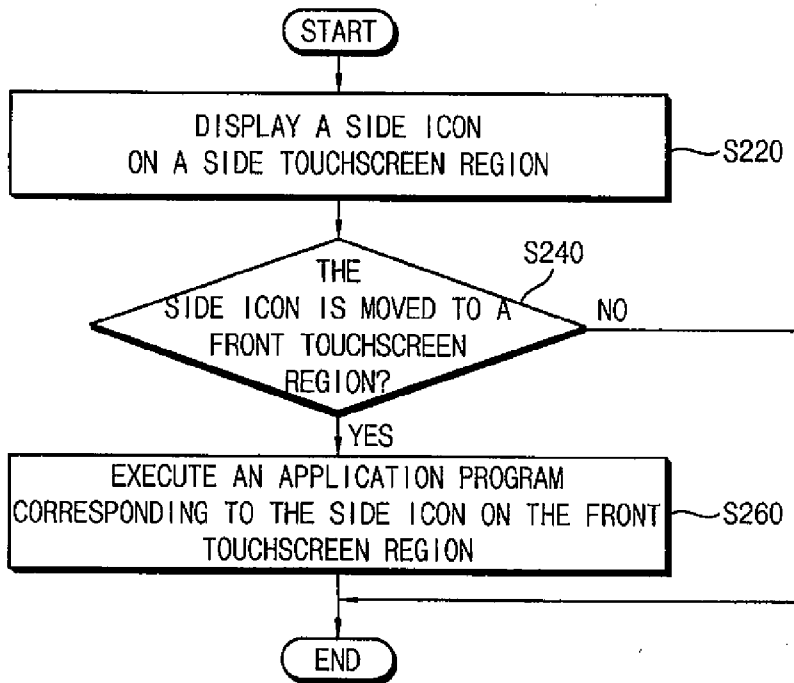 START
DISPLAY A SIDE ICON
ON A SIDE TOUCHSCREEN REGION
S220
S240
THE
SIDE ICON IS MOVED TO A
FRONT TOUCHSCREEN
REGION?
NO
YES
EXECUTE AN APPLICATION PROGRAM
CORRESPONDING TO THE SIDE ICON ON THE FRONT
TOUCHSCREEN REGION
S260
END